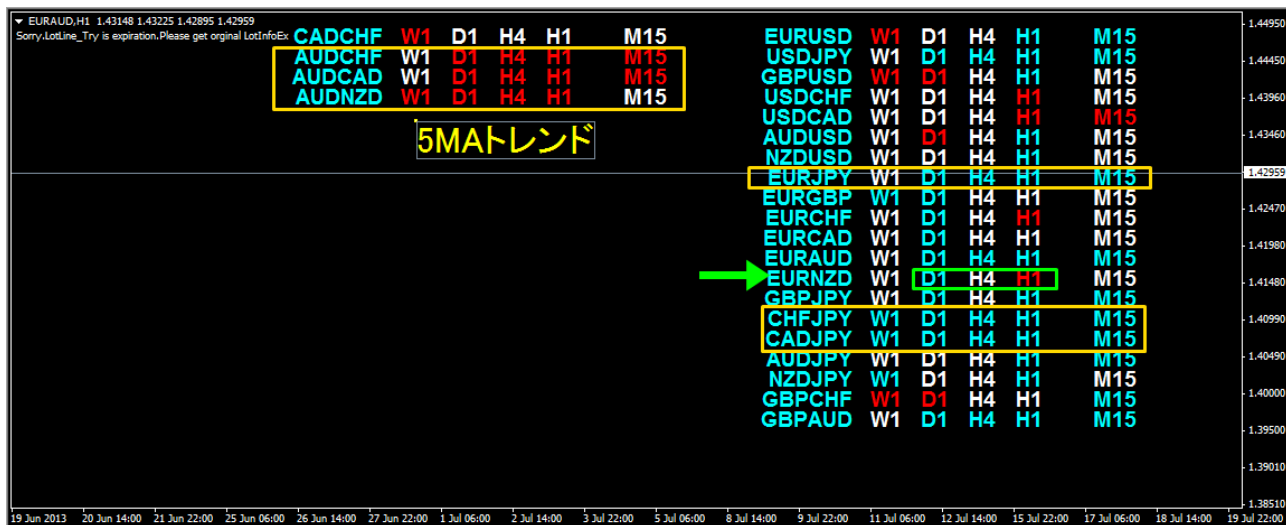 EURAUD,H1 1.43148 1.43225 1.42895 1.42959
Sorry.LotLine_Try is expiration.Please get orginal LotInfoEx
CADCHF W1 D1 H4 H1 M15
AUDCHF W1 D1 H4 H1 M15
AUDCAD W1 D1 H4 H1 M15
AUDNZD W1 D1 H4 H1 M15
5MAトレンド
EURUSD W1 D1 H4 H1 M15
USDJPY W1 D1 H4 H1 M15
GBPUSD W1 D1 H4 H1 M15
USDCHF W1 D1 H4 H1 M15
USDCAD W1 D1 H4 H1 M15
AUDUSD W1 D1 H4 H1 M15
NZDUSD W1 D1 H4 H1 M15
EURJPY W1 D1 H4 H1 M15
EURGBP W1 D1 H4 H1 M15
EURCHF W1 D1 H4 H1 M15
EURCAD W1 D1 H4 H1 M15
EURAUD W1 D1 H4 H1 M15
EURNZD W1 D1 H4 H1 M15
GBPJPY W1 D1 H4 H1 M15
CHFJPY W1 D1 H4 H1 M15
CADJPY W1 D1 H4 H1 M15
AUDJPY W1 D1 H4 H1 M15
NZDJPY W1 D1 H4 H1 M15
GBPCHF W1 D1 H4 H1 M15
GBPAUD W1 D1 H4 H1 M15
1.44950
1.44450
1.43960
1.43460
1.42959
1.42470
1.41980
1.41480
1.40990
1.40490
1.40000
1.39500
1.39010
1.38510
19 Jun 2013 20 Jun 14:00 21 Jun 22:00 25 Jun 06:00 26 Jun 14:00 27 Jun 22:00 1 Jul 06:00 2 Jul 14:00 3 Jul 22:00 5 Jul 06:00 8 Jul 14:00 9 Jul 22:00 11 Jul 06:00 12 Jul 14:00 15 Jul 22:00 17 Jul 06:00 18 Jul 14:00 Jul 22:00